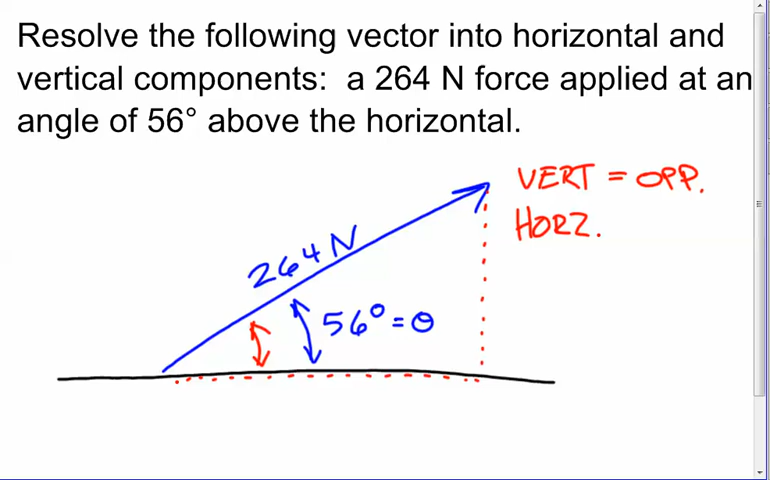 Resolve the following vector into horizontal and
vertical components:  a 264 N force applied at an
angle of 56° above the horizontal.
VERT = OPP.
HORZ.
264 N
56° = θ